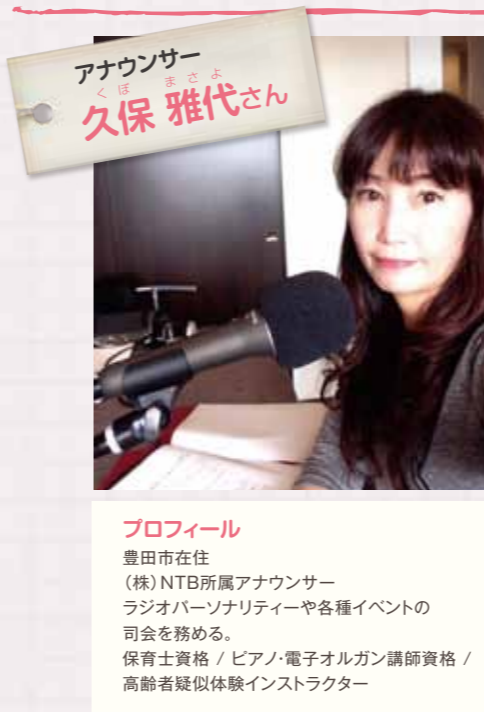 アナウンサー
くぼ まさよ
久保 雅代さん
プロフィール
豊田市在住
（株）NTB所属アナウンサー
ラジオパーソナリティーや各種イベントの
司会を務める。
保育士資格 / ピアノ・電子オルガン講師資格 /
高齢者疑似体験インストラクター